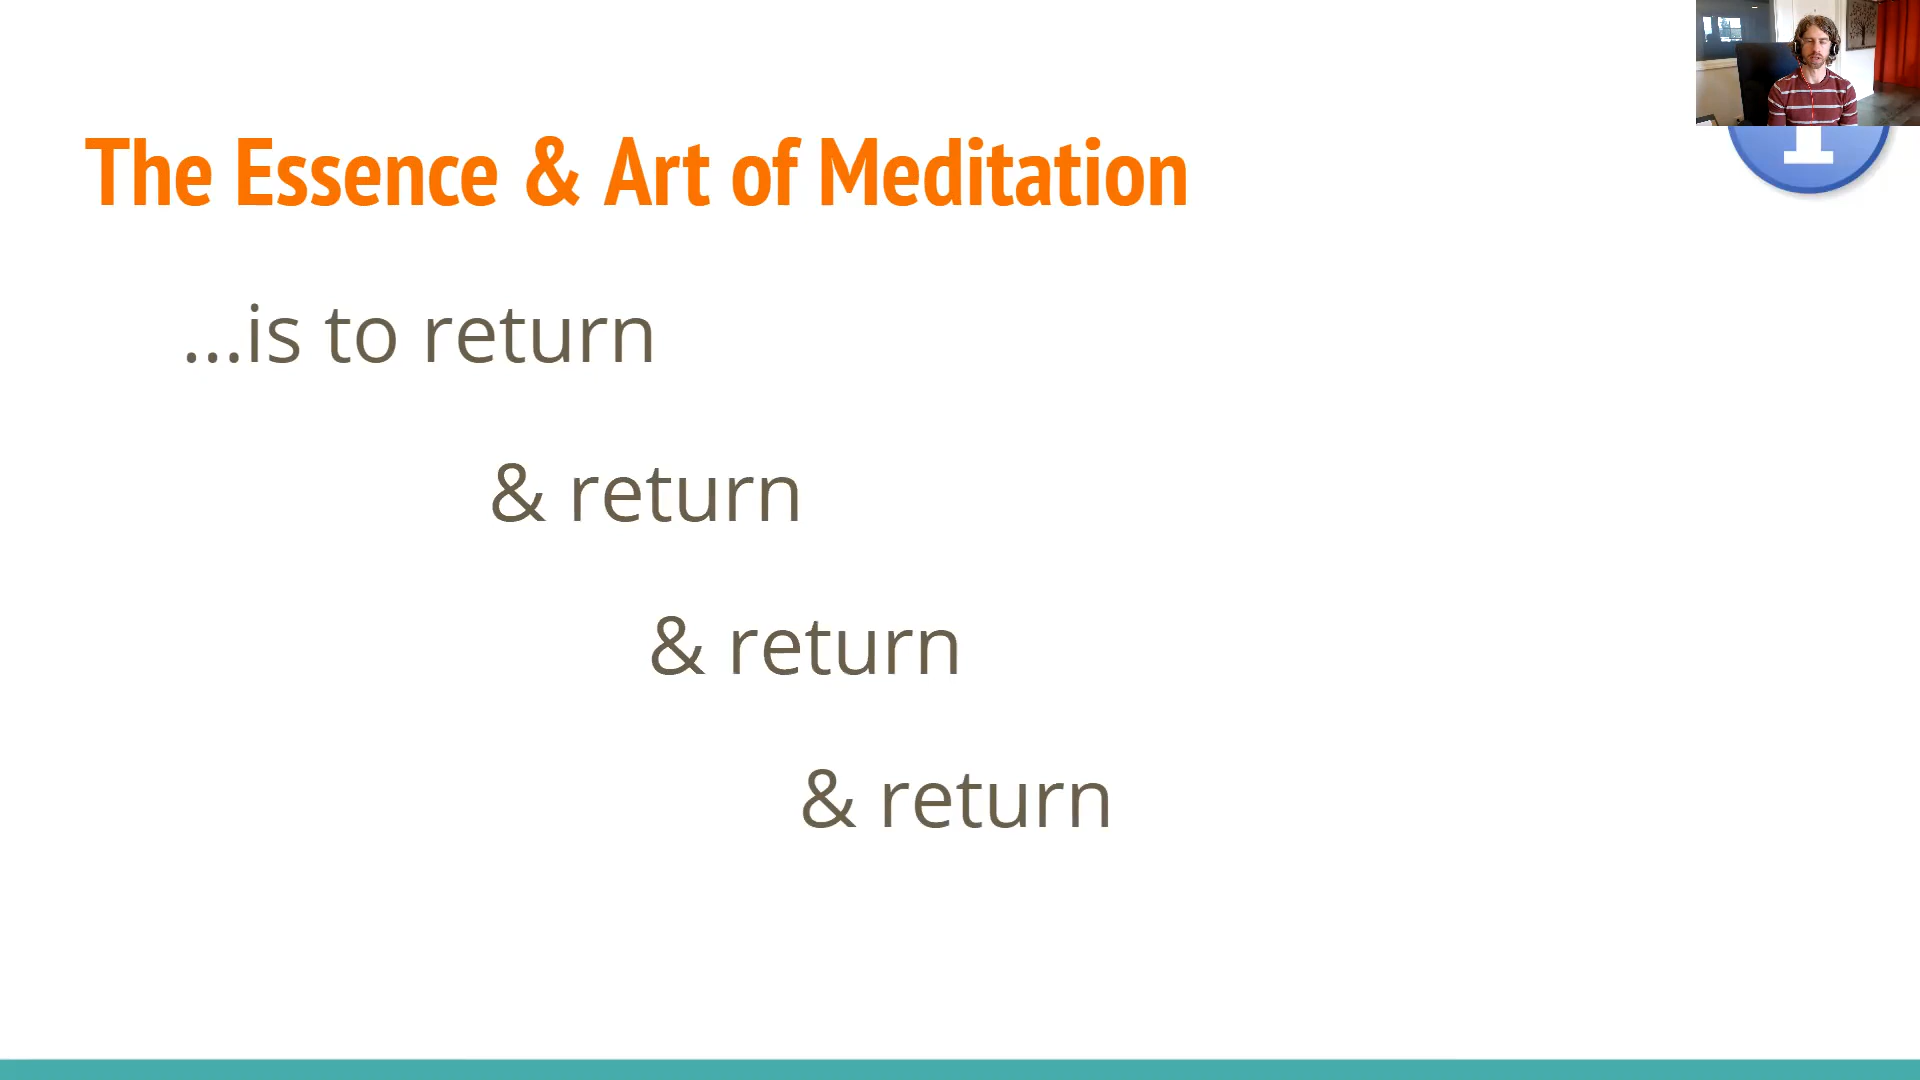 The Essence & Art of Meditation
...is to return
& return
& return
& return